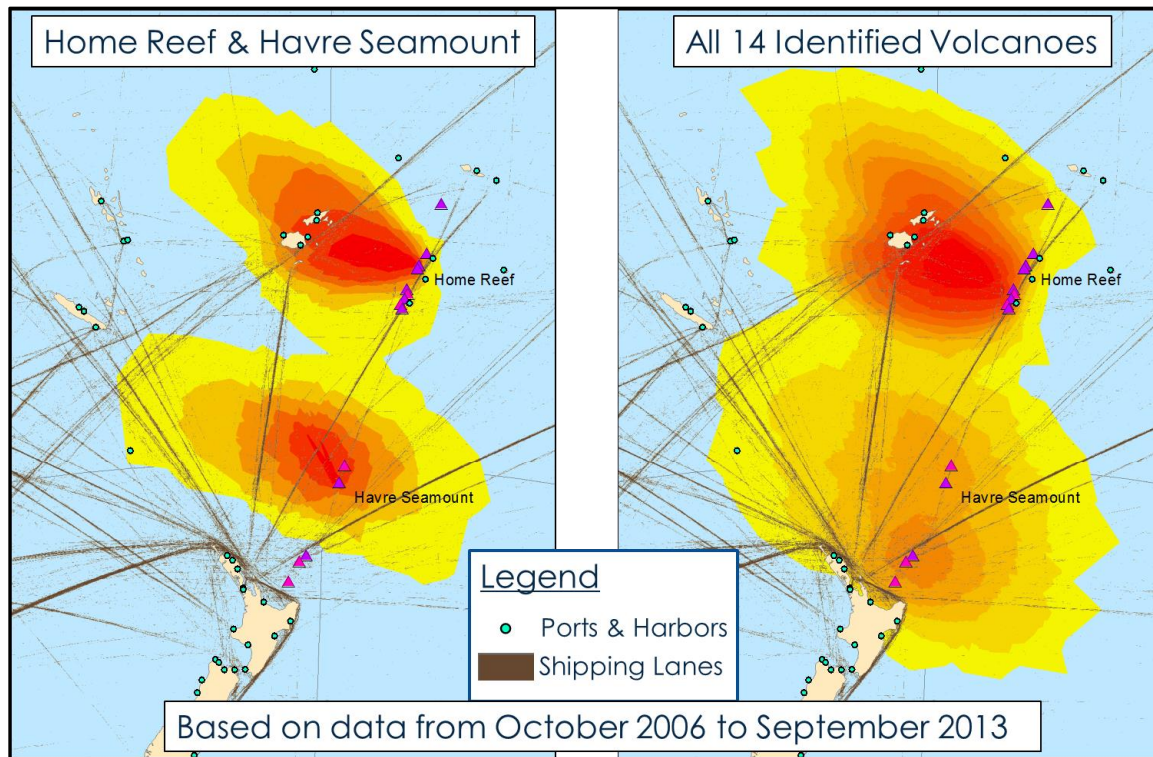 Home Reef & Havre Seamount
All 14 Identified Volcanoes
Home Reef
Home Reef
Havre Seamount
Havre Seamount
Legend
Ports & Harbors
Shipping Lanes
Based on data from October 2006 to September 2013